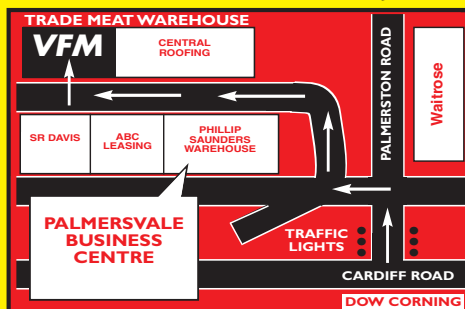 TRADE MEAT WAREHOUSE
VFM
CENTRAL
ROOFING
PALMERSTON ROAD
Waitrose
SR DAVIS
ABC
LEASING
PHILLIP
SAUNDERS
WAREHOUSE
PALMERSVALE
BUSINESS
CENTRE
TRAFFIC
LIGHTS
CARDIFF ROAD
DOW CORNING